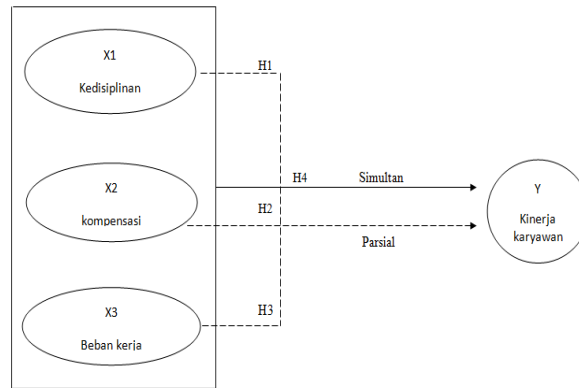 X1
Kedisiplinan
H1
X2
kompensasi
H4 Simultan
H2
Parsial
Y
Kinerja
karyawan
X3
Beban kerja
H3